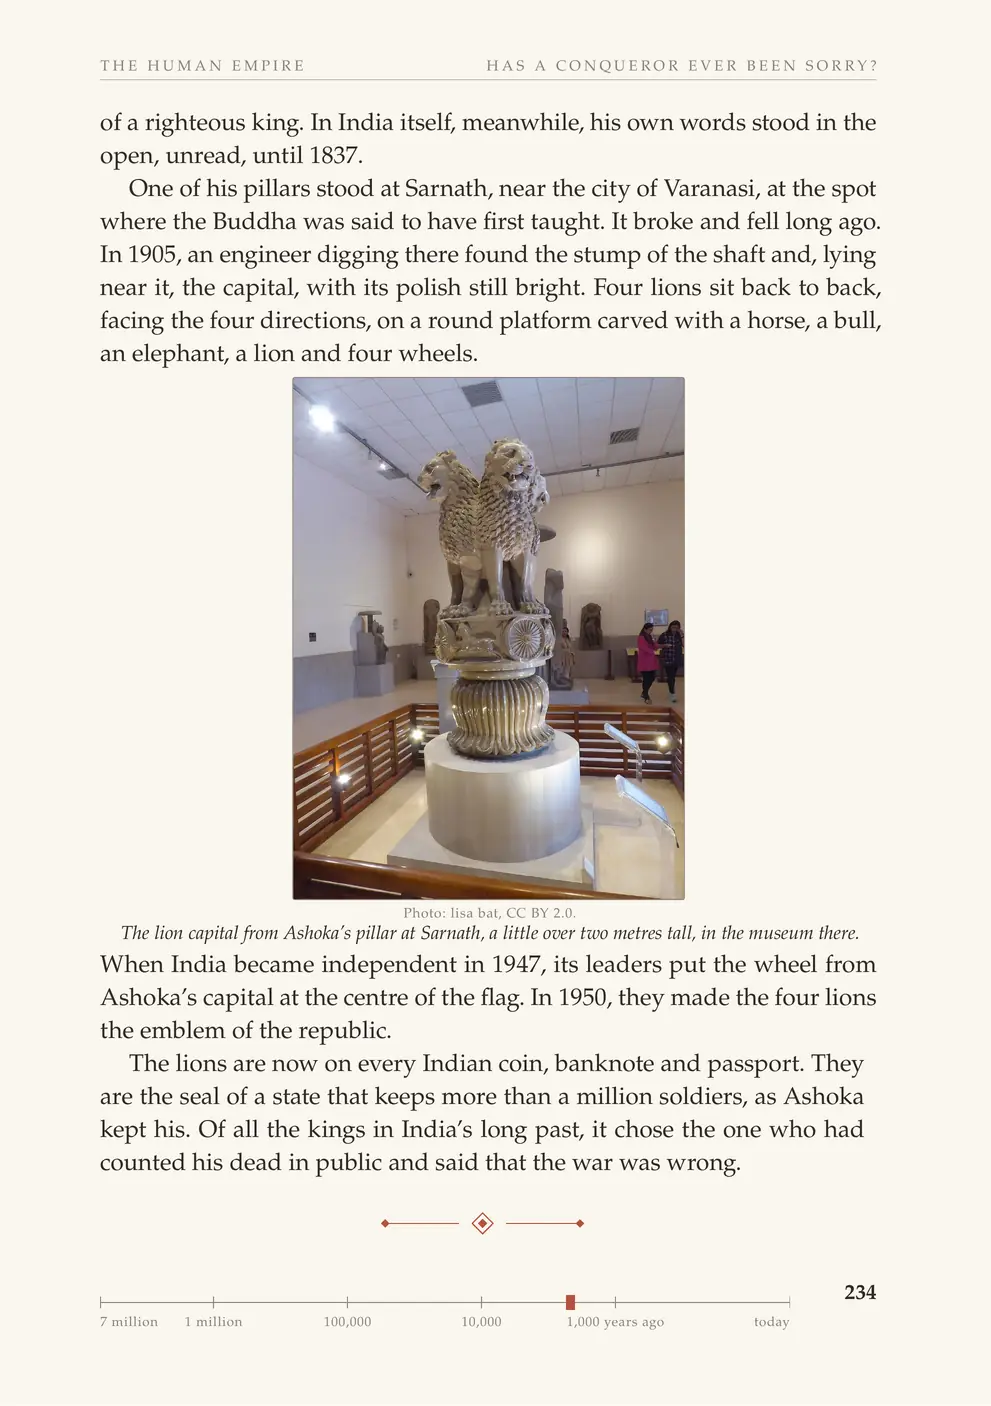 THE HUMAN EMPIRE
HAS A CONQUEROR EVER BEEN SORRY?
of a righteous king. In India itself, meanwhile, his own words stood in the
open, unread, until 1837.
One of his pillars stood at Sarnath, near the city of Varanasi, at the spot
where the Buddha was said to have first taught. It broke and fell long ago.
In 1905, an engineer digging there found the stump of the shaft and, lying
near it, the capital, with its polish still bright. Four lions sit back to back,
facing the four directions, on a round platform carved with a horse, a bull,
an elephant, a lion and four wheels.
Photo: lisa bat, CC BY 2.0.
The lion capital from Ashoka’s pillar at Sarnath, a little over two metres tall, in the museum there.
When India became independent in 1947, its leaders put the wheel from
Ashoka’s capital at the centre of the flag. In 1950, they made the four lions
the emblem of the republic.
The lions are now on every Indian coin, banknote and passport. They
are the seal of a state that keeps more than a million soldiers, as Ashoka
kept his. Of all the kings in India’s long past, it chose the one who had
counted his dead in public and said that the war was wrong.
234
7 million 1 million 100,000 10,000 1,000 years ago today